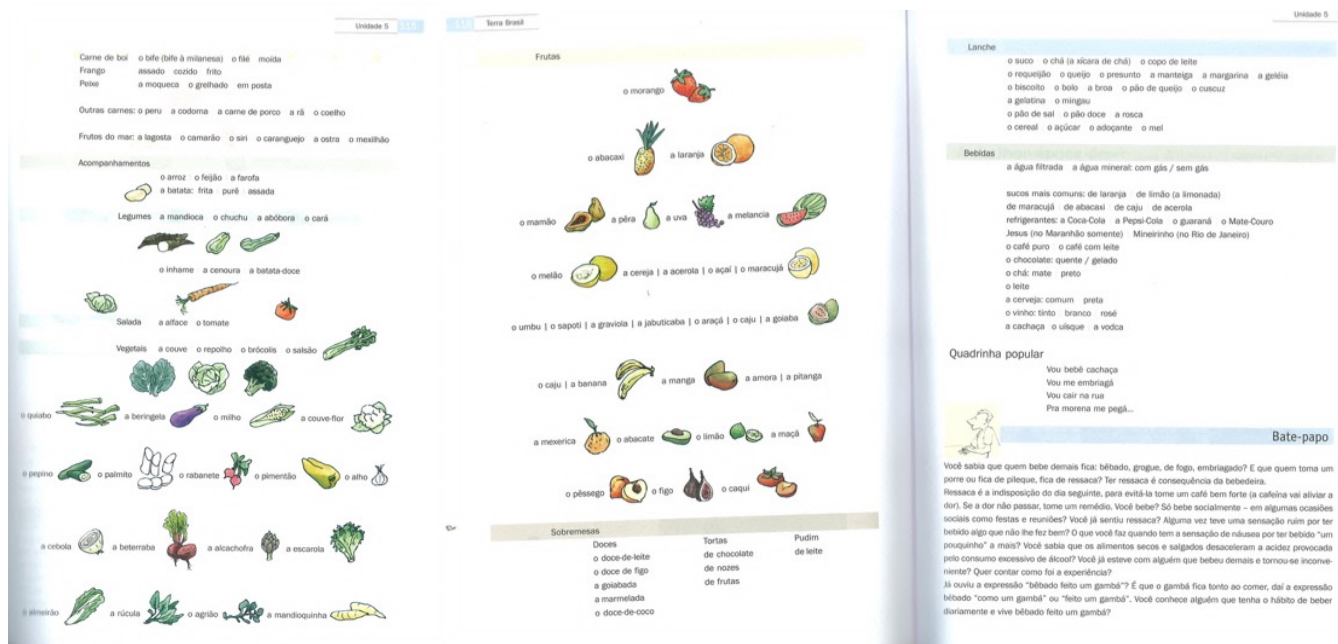 Unidade 5 115
Carne de boi o bife (bife à milanesa) o filé moída
Frango assado cozido frito
Peixe a moqueca o grelhado em posta
Outras carnes: o peru a codorna a carne de porco a rã o coelho
Frutos do mar: a lagosta o camarão o siri o caranguejo a ostra o mexilhão
Acompanhamentos
o arroz o feijão a farofa
a batata: frita purê assada
Legumes a mandioca o chuchu a abóbora o cará
o inhame a cenoura a batata-doce
Salada a alface o tomate
Vegetais a couve o repolho o brócolis o salsão
o quiabo a beringela o milho a couve-flor
o pepino o palmito o rabanete o pimentão o alho
a cebola a beterraba a alcachofra a escarola
o almeirão a rúcula o agrião a mandioquinha
116 Terra Brasil
Frutas
o morango
o abacaxi a laranja
o mamão a pêra a uva a melancia
o melão a cereja | a acerola | o açaí | o maracujá
o umbu | o sapoti | a graviola | a jabuticaba | o araçá | o caju | a goiaba
o caju | a banana a manga a amora | a pitanga
a mexerica o abacate o limão a maçã
o pêssego o figo o caqui
Sobremesas
Doces Tortas Pudim
o doce-de-leite de chocolate de leite
o doce de figo de nozes
a goiabada de frutas
a marmelada
o doce-de-coco
Unidade 5
Lanche
o suco o chá (a xícara de chá) o copo de leite
o requeijão o queijo o presunto a manteiga a margarina a geléia
o biscoito o bolo a broa o pão de queijo o cuscuz
a gelatina o mingau
o pão de sal o pão doce a rosca
o cereal o açúcar o adoçante o mel
Bebidas
a água filtrada a água mineral: com gás / sem gás
sucos mais comuns: de laranja de limão (a limonada)
de maracujá de abacaxi de caju de acerola
refrigerantes: a Coca-Cola a Pepsi-Cola o guaraná o Mate-Couro
Jesus (no Maranhão somente) Mineirinho (no Rio de Janeiro)
o café puro o café com leite
o chocolate: quente / gelado
o chá: mate preto
o leite
a cerveja: comum preta
o vinho: tinto branco rosé
a cachaça o uísque a vodca
Quadrinha popular
Vou bebê cachaça
Vou me embriagá
Vou cair na rua
Pra morena me pegá...
Bate-papo
Você sabia que quem bebe demais fica: bêbado, grogue, de fogo, embriagado? E que quem toma um
porre ou fica de pileque, fica de ressaca? Ter ressaca é consequência da bebedeira.
Ressaca é a indisposição do dia seguinte, para evitá-la tome um café bem forte (a cafeína vai aliviar a
dor). Se a dor não passar, tome um remédio. Você bebe? Só bebe socialmente – em algumas ocasiões
sociais como festas e reuniões? Você já sentiu ressaca? Alguma vez teve uma sensação ruim por ter
bebido algo que não lhe fez bem? O que você faz quando tem a sensação de náusea por ter bebido "um
pouquinho" a mais? Você sabia que os alimentos secos e salgados desaceleram a acidez provocada
pelo consumo excessivo de álcool? Você já esteve com alguém que bebeu demais e tornou-se inconve-
niente? Quer contar como foi a experiência?
Já ouviu a expressão "bêbado feito um gambá"? É que o gambá fica tonto ao comer, daí a expressão
bêbado "como um gambá" ou "feito um gambá". Você conhece alguém que tenha o hábito de beber
diariamente e vive bêbado feito um gambá?